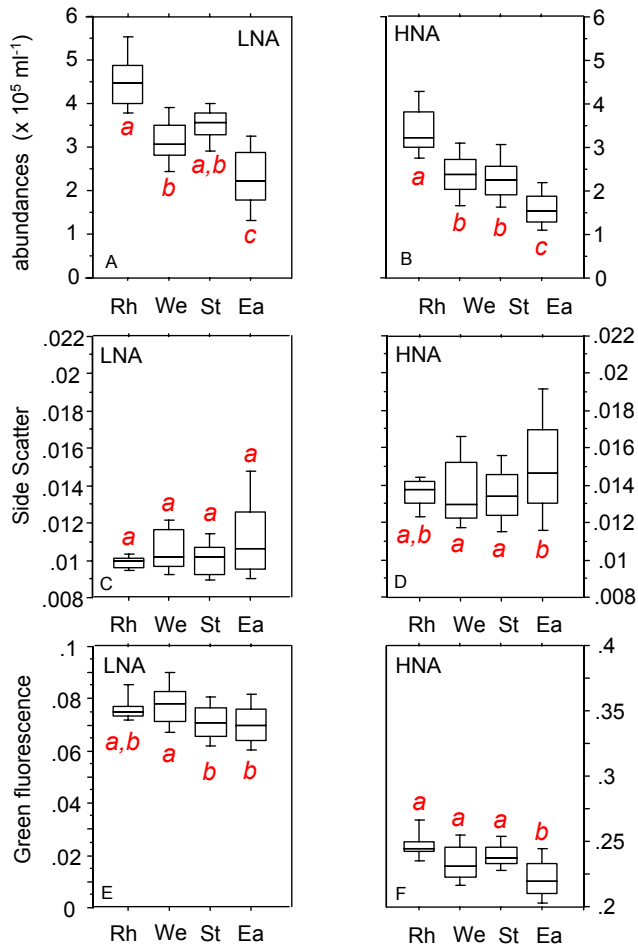 abundances (x 10⁵ ml⁻¹)
6
5
4
3
2
1
0
LNA
a
b
a,b
c
A
Rh We St Ea
HNA
a
b
b
c
B
6
5
4
3
2
1
0
Rh We St Ea
Side Scatter
.022
.02
.018
.016
.014
.012
.01
.008
LNA
a
a
a
a
C
Rh We St Ea
HNA
a,b
a
a
b
D
.022
.02
.018
.016
.014
.012
.01
.008
Rh We St Ea
Green fluorescence
.1
.08
.06
.04
.02
0
LNA
a,b
a
b
b
E
Rh We St Ea
HNA
a
a
a
b
F
.4
.35
.3
.25
.2
Rh We St Ea